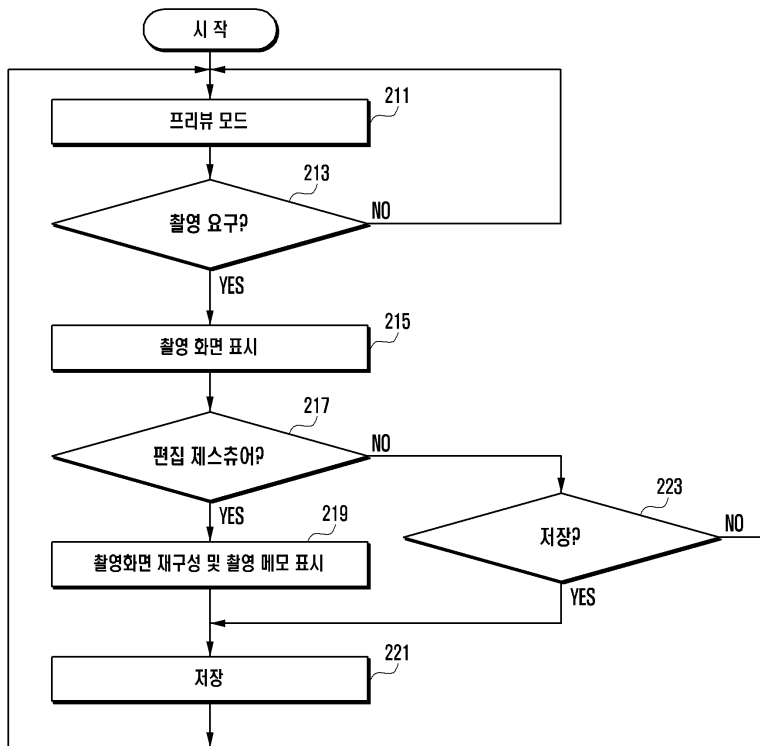 시 작
프리뷰 모드
211
213
촬영 요구?
NO
YES
215
촬영 화면 표시
217
편집 제스츄어?
NO
YES
219
촬영화면 재구성 및 촬영 메모 표시
223
저장?
NO
YES
221
저장